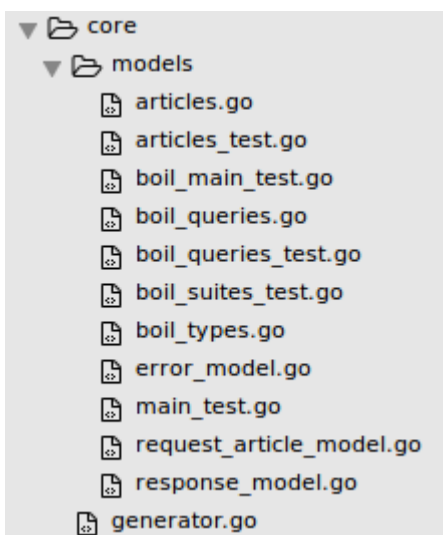 core
models
articles.go
articles_test.go
boil_main_test.go
boil_queries.go
boil_queries_test.go
boil_suites_test.go
boil_types.go
error_model.go
main_test.go
request_article_model.go
response_model.go
generator.go